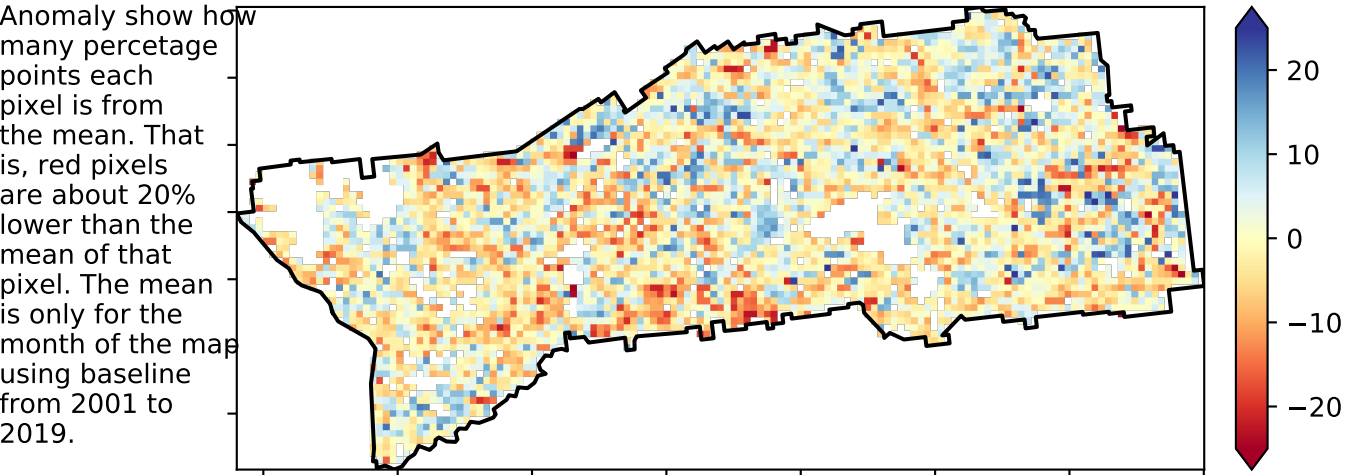 Anomaly show how
many percetage
points each
pixel is from
the mean. That
is, red pixels
are about 20%
lower than the
mean of that
pixel. The mean
is only for the
month of the map
using baseline
from 2001 to
2019.
20
10
0
−10
−20